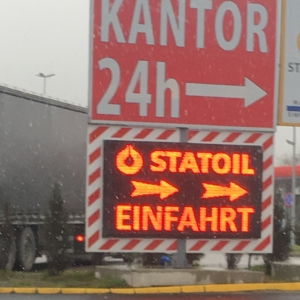 KANTOR
24h
STATOIL
EINFAHRT